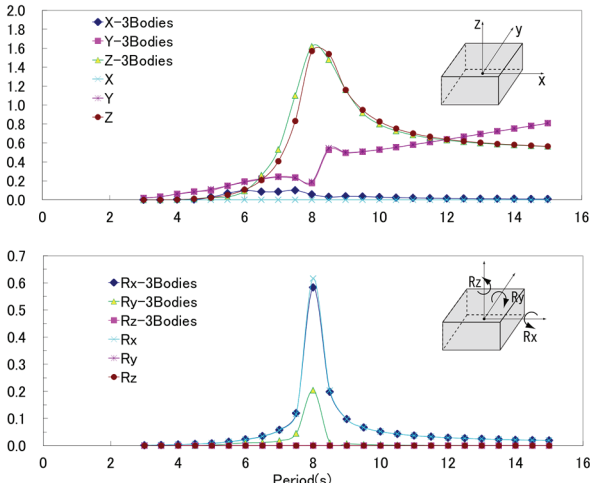 2.0
1.8
1.6
1.4
1.2
1.0
0.8
0.6
0.4
0.2
0.0
X-3Bodies
Y-3Bodies
Z-3Bodies
X
Y
Z
z
y
x
0 2 4 6 8 10 12 14 16
0.7
0.6
0.5
0.4
0.3
0.2
0.1
0.0
Rx-3Bodies
Ry-3Bodies
Rz-3Bodies
Rx
Ry
Rz
Rz
Ry
Rx
0 2 4 6 8 10 12 14 16
Period(s)